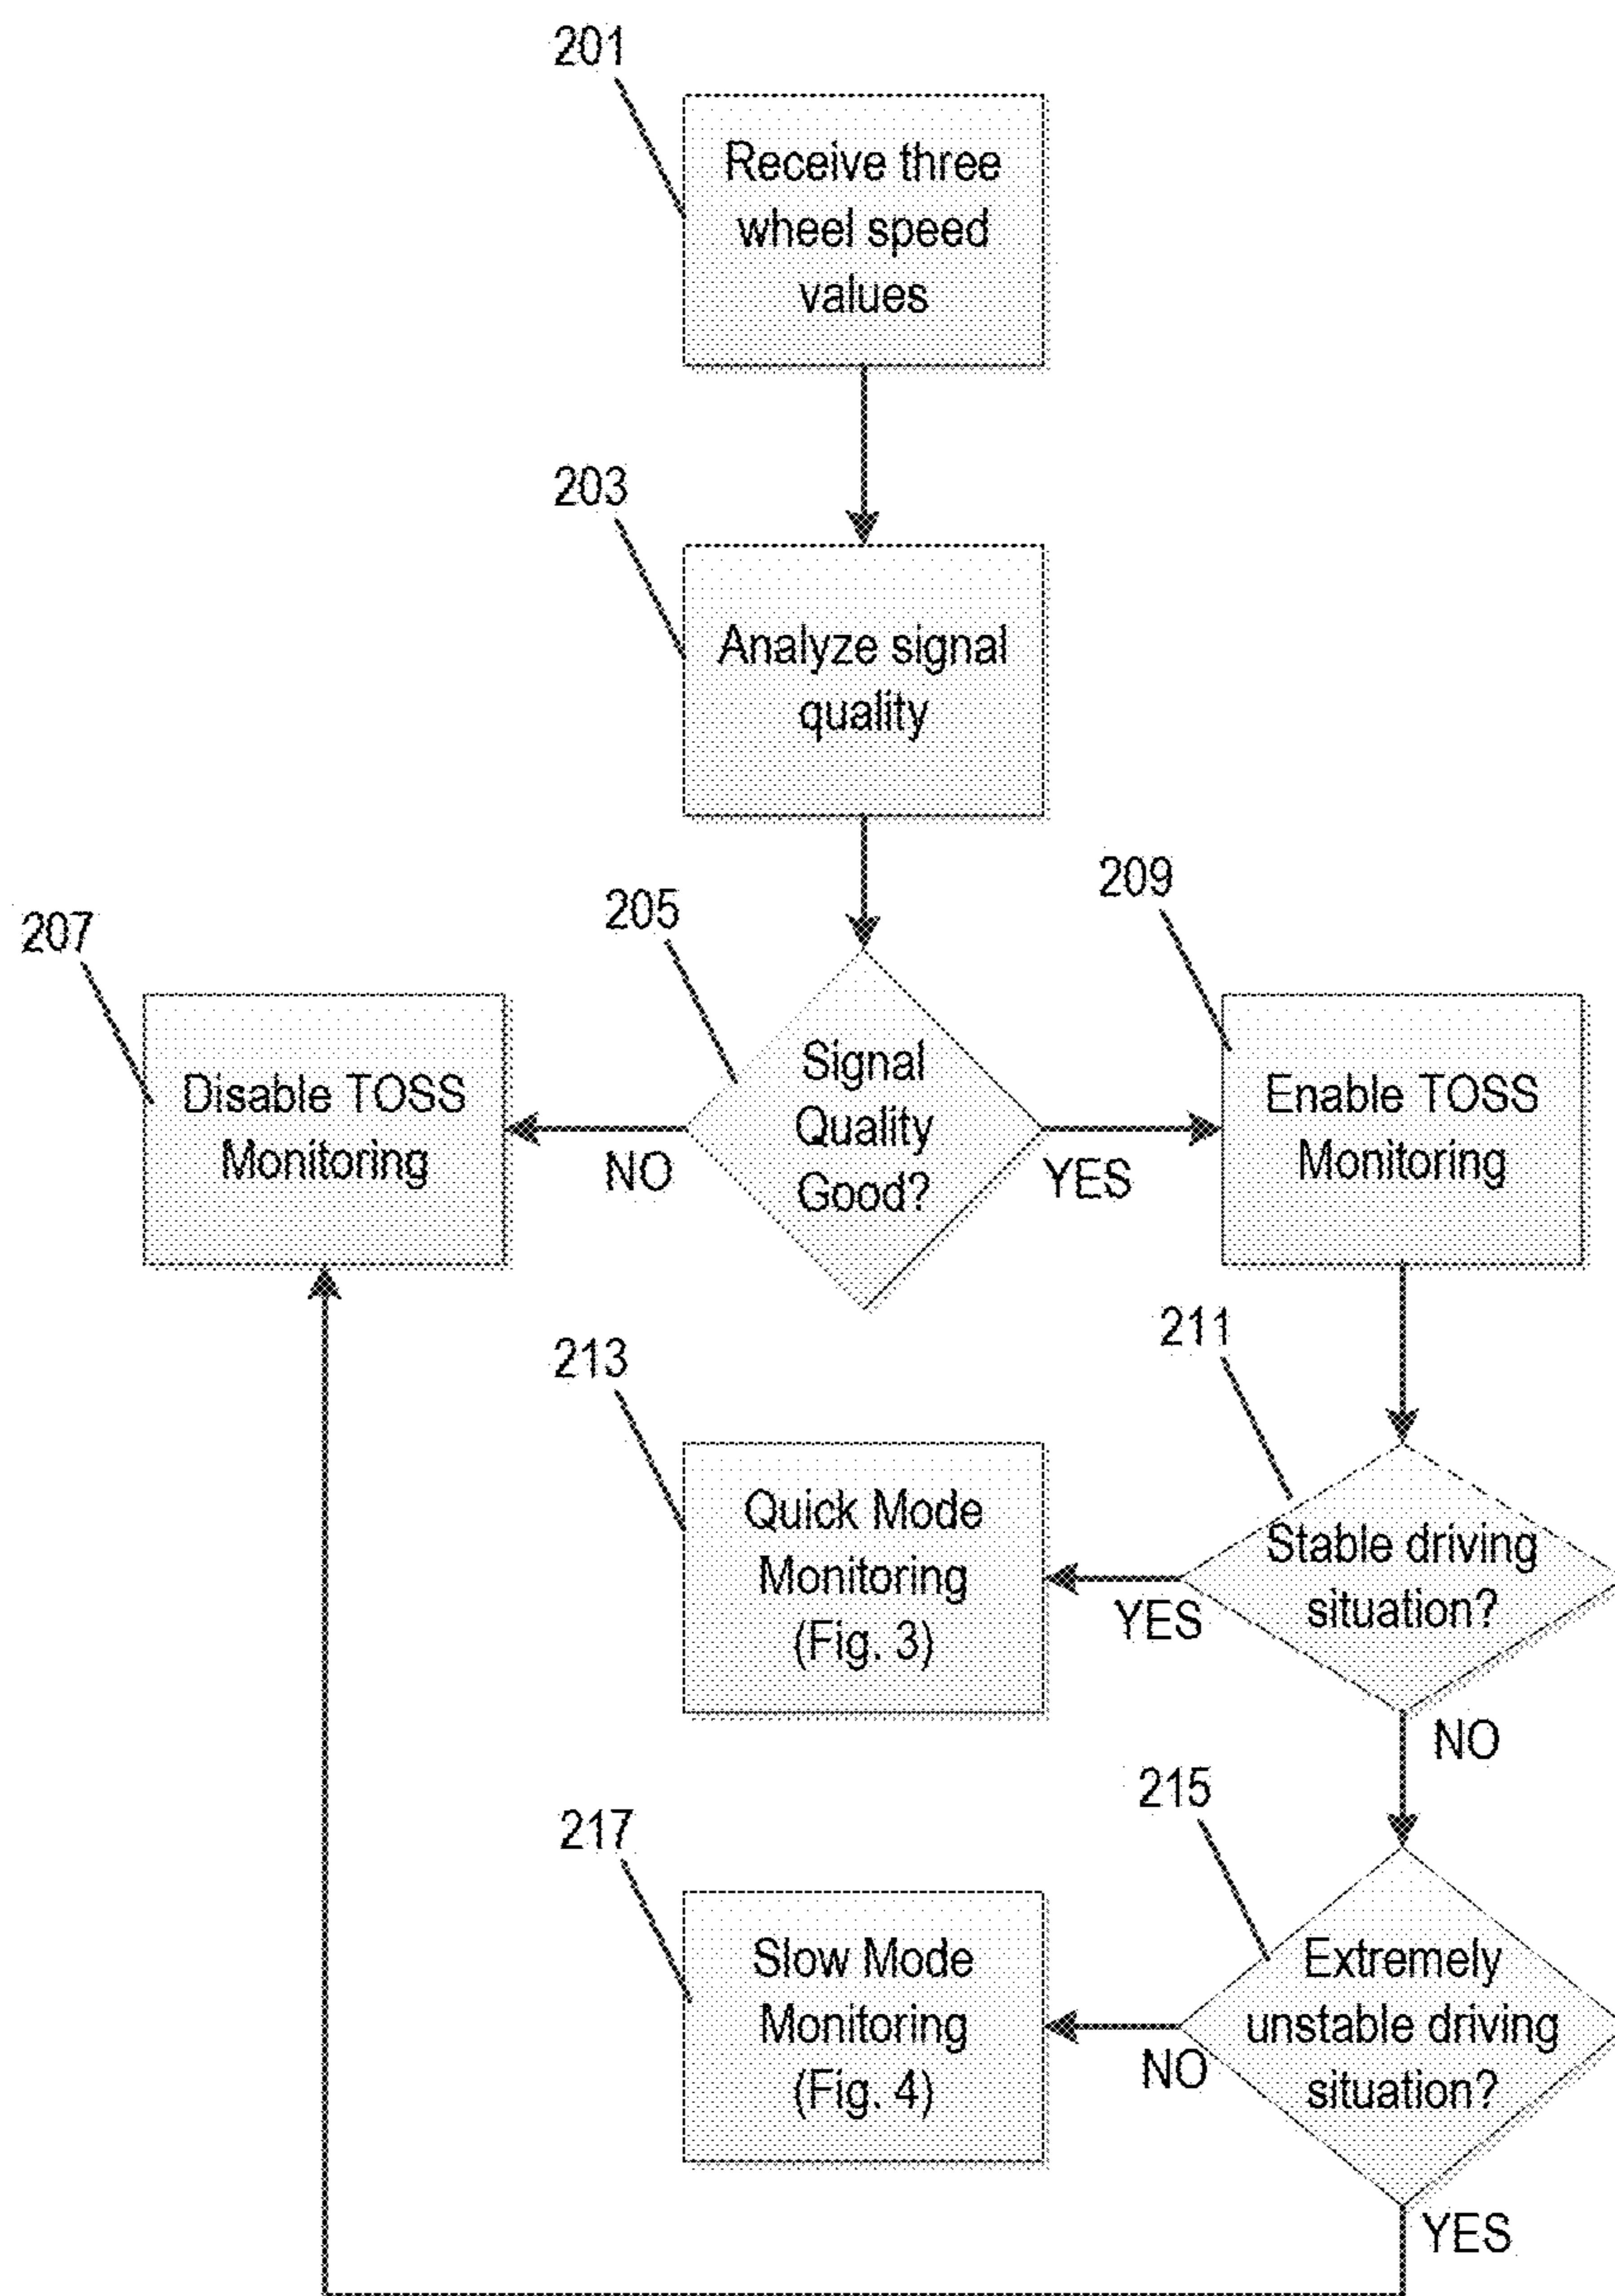 201
Receive three
wheel speed
values
203
Analyze signal
quality
205
Signal
Quality
Good?
NO
YES
207
Disable TOSS
Monitoring
209
Enable TOSS
Monitoring
211
Stable driving
situation?
YES
NO
213
Quick Mode
Monitoring
(Fig. 3)
215
Extremely
unstable driving
situation?
NO
YES
217
Slow Mode
Monitoring
(Fig. 4)